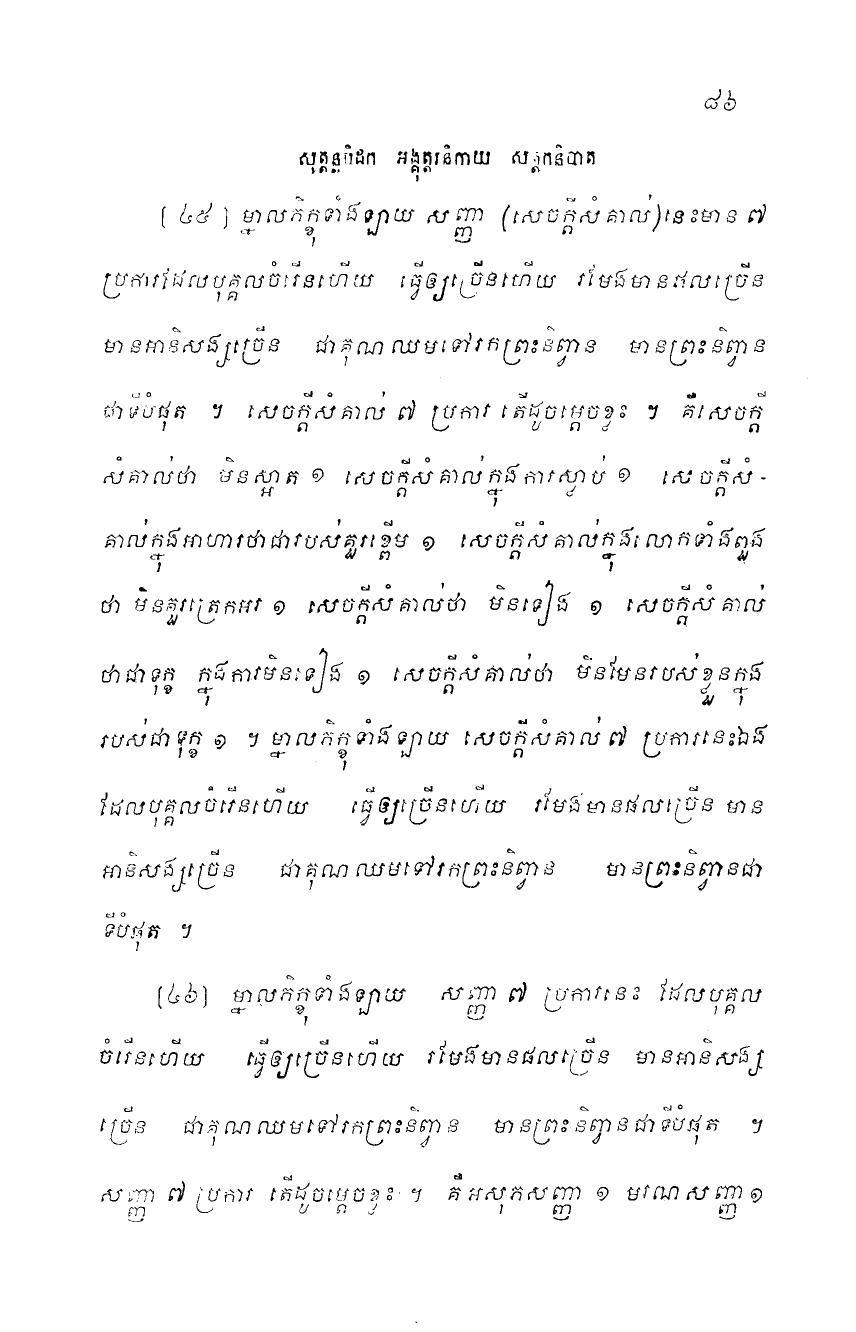 ៨៦
សុត្តន្តបិដក អង្គុត្តរនិកាយ សត្តកនិបាត
[៤៥] ម្នាលភិក្ខុទាំងឡាយ សញ្ញា (សេចក្តីសំគាល់)នេះមាន ៧
ប្រការដែលបុគ្គលចំរើនហើយ ធ្វើឲ្យច្រើនហើយ រមែងមានផលច្រើន
មានអានិសង្សច្រើន ជាគុណឈមទៅរកព្រះនិព្វាន មានព្រះនិព្វាន
ជាទីបំផុត ។ សេចក្តីសំគាល់ ៧ ប្រការ តើដូចម្តេចខ្លះ ។ គឺសេចក្តី
សំគាល់ថា មិនស្អាត ១ សេចក្តីសំគាល់ក្នុងការស្លាប់ ១ សេចក្តីសំ-
គាល់ក្នុងអាហារថាជារបស់គួរខ្ពើម ១ សេចក្តីសំគាល់ក្នុងលោកទាំងពួង
ថា មិនគួរត្រេកអរ ១ សេចក្តីសំគាល់ថា មិនទៀង ១ សេចក្តីសំគាល់
ថាជាទុក្ខ ក្នុងការមិនទៀង ១ សេចក្តីសំគាល់ថា មិនមែនរបស់ខ្លួនក្នុង
របស់ជាទុក្ខ ១ ។ ម្នាលភិក្ខុទាំងឡាយ សេចក្តីសំគាល់ ៧ ប្រការនេះឯង
ដែលបុគ្គលចំរើនហើយ ធ្វើឲ្យច្រើនហើយ រមែងមានផលច្រើន មាន
អានិសង្សច្រើន ជាគុណឈមទៅរកព្រះនិព្វាន មានព្រះនិព្វានជា
ទីបំផុត ។
[៤៦] ម្នាលភិក្ខុទាំងឡាយ សញ្ញា ៧ ប្រការនេះ ដែលបុគ្គល
ចំរើនហើយ ធ្វើឲ្យច្រើនហើយ រមែងមានផលច្រើន មានអានិសង្ស
ច្រើន ជាគុណឈមទៅរកព្រះនិព្វាន មានព្រះនិព្វានជាទីបំផុត ។
សញ្ញា ៧ ប្រការ តើដូចម្តេចខ្លះ ។ គឺអសុភសញ្ញា ១ មរណសញ្ញា ១